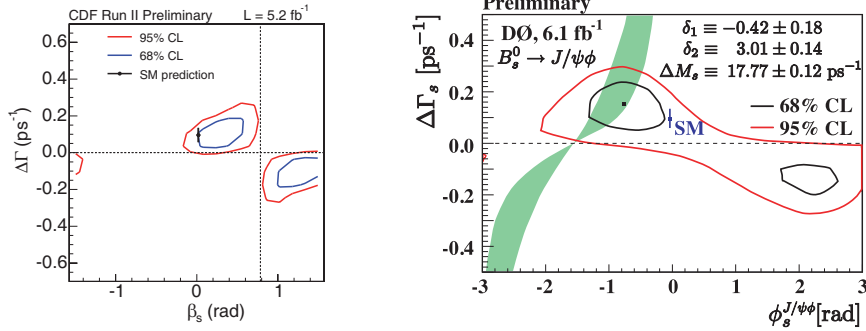 CDF Run II Preliminary L = 5.2 fb⁻¹
95% CL
68% CL
SM prediction
ΔΓ (ps⁻¹)
0.6
0.4
0.2
0.0
-0.2
-0.4
-0.6
-1 0 1
βₛ (rad)
Preliminary
DØ, 6.1 fb⁻¹
Bₛ⁰ → J/ψϕ
δ₁ ≡ −0.42 ± 0.18
δ₂ ≡ 3.01 ± 0.14
ΔMₛ ≡ 17.77 ± 0.12 ps⁻¹
68% CL
95% CL
SM
ΔΓₛ [ps⁻¹]
0.4
0.2
0.0
-0.2
-0.4
-3 -2 -1 0 1 2 3
ϕₛ^J/ψϕ [rad]